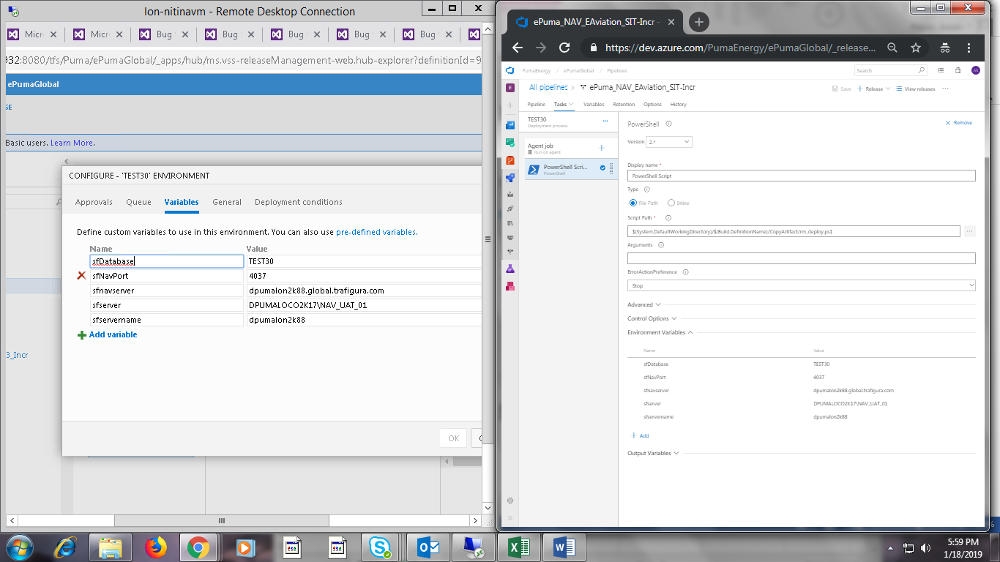 lon-nitinavm - Remote Desktop Connection
Micr
Micr
Bug
Bug
Bug
Bug
Bug
932:8080/tfs/Puma/ePumaGlobal/_apps/hub/ms.vss-releaseManagement-web.hub-explorer?definitionId=9
ePumaGlobal
SE
Basic users. Learn More.
CONFIGURE - 'TEST30' ENVIRONMENT
Approvals Queue Variables General Deployment conditions
Define custom variables to use in this environment. You can also use pre-defined variables.
Name Value
sfDatabase TEST30
sfNavPort 4037
sfnavserver dpumalon2k88.global.trafigura.com
sfserver DPUMALOCO2K17\NAV_UAT_01
sfservername dpumalon2k88
Add variable
3_Incr
OK
ePuma_NAV_EAviation_SIT-Incr -
https://dev.azure.com/PumaEnergy/ePumaGlobal/_release...
PumaEnergy / ePumaGlobal / Pipelines
Search
AR
E
All pipelines > ePuma_NAV_EAviation_SIT-Incr
Save Release View releases ...
Pipeline Tasks Variables Retention Options History
TEST30
Deployment process
Agent job
Run on agent
PowerShell Scri...
PowerShell
PowerShell
Remove
Version 2.*
Display name *
PowerShell Script
Type
File Path Inline
Script Path *
$(System.DefaultWorkingDirectory)/$(Build.DefinitionName)/CopyArtifact/rm_deploy.ps1
Arguments
ErrorActionPreference
Stop
Advanced
Control Options
Environment Variables
Name Value
sfDatabase TEST30
sfNavPort 4037
sfnavserver dpumalon2k88.global.trafigura.com
sfserver DPUMALOCO2K17\NAV_UAT_01
sfservername dpumalon2k88
Add
Output Variables
5:59 PM
1/18/2019